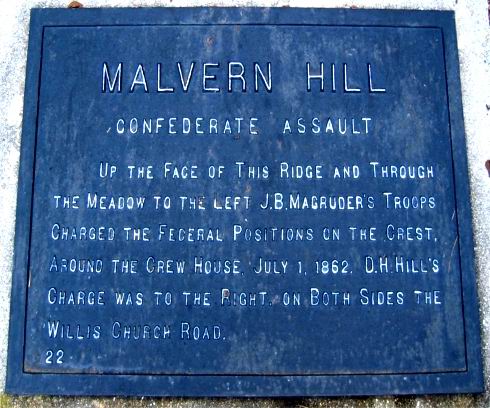 MALVERN HILL
CONFEDERATE ASSAULT
UP THE FACE OF THIS RIDGE AND THROUGH
THE MEADOW TO THE LEFT J.B.MAGRUDER'S TROOPS
CHARGED THE FEDERAL POSITIONS ON THE CREST,
AROUND THE CREW HOUSE, JULY 1, 1862. D.H.HILL'S
CHARGE WAS TO THE RIGHT, ON BOTH SIDES THE
WILLIS CHURCH ROAD.
22